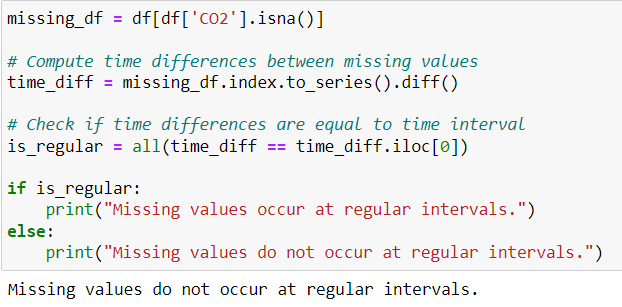 missing_df = df[df['CO2'].isna()]
# Compute time differences between missing values
time_diff = missing_df.index.to_series().diff()
# Check if time differences are equal to time interval
is_regular = all(time_diff == time_diff.iloc[0])
if is_regular:
    print("Missing values occur at regular intervals.")
else:
    print("Missing values do not occur at regular intervals.")
Missing values do not occur at regular intervals.